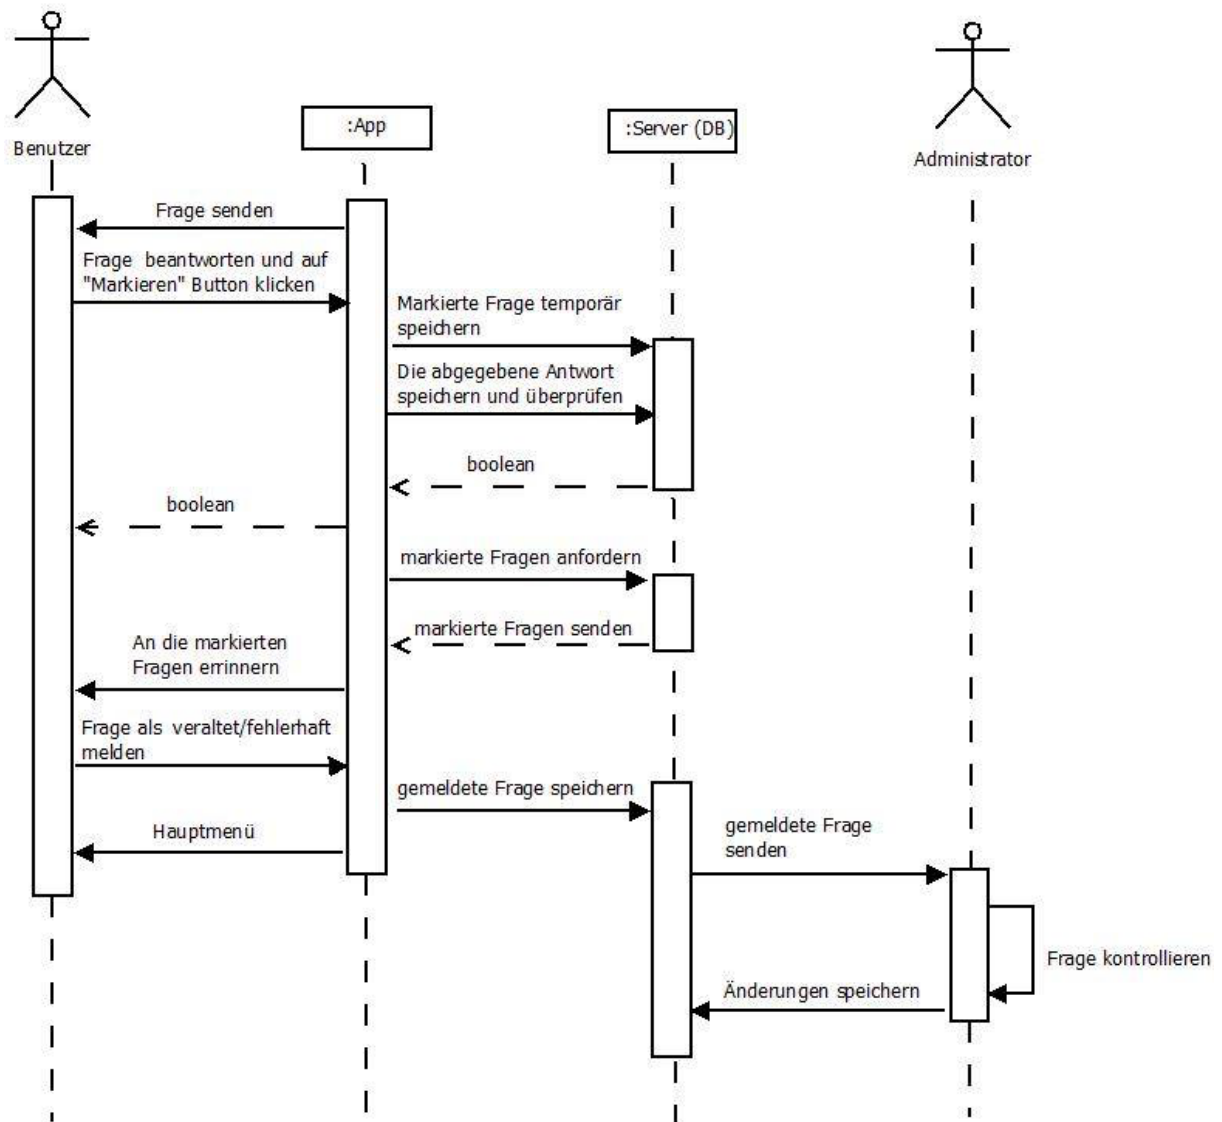 Benutzer
:App
:Server (DB)
Administrator
Frage senden
Frage beantworten und auf
"Markieren" Button klicken
Markierte Frage temporär
speichern
Die abgegebene Antwort
speichern und überprüfen
boolean
boolean
markierte Fragen anfordern
markierte Fragen senden
An die markierten
Fragen errinnern
Frage als veraltet/fehlerhaft
melden
gemeldete Frage speichern
Hauptmenü
gemeldete Frage
senden
Frage kontrollieren
Änderungen speichern